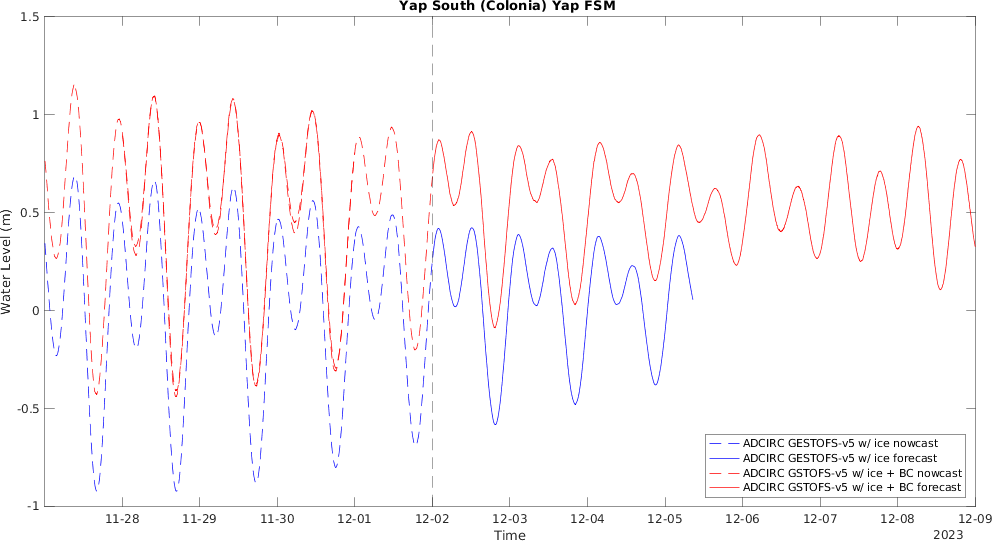 Yap South (Colonia) Yap FSM
1.5
1
0.5
0
-0.5
-1
Water Level (m)
ADCIRC GESTOFS-v5 w/ ice nowcast
ADCIRC GESTOFS-v5 w/ ice forecast
ADCIRC GSTOFS-v5 w/ ice + BC nowcast
ADCIRC GSTOFS-v5 w/ ice + BC forecast
11-28 11-29 11-30 12-01 12-02 12-03 12-04 12-05 12-06 12-07 12-08 12-09
Time
2023